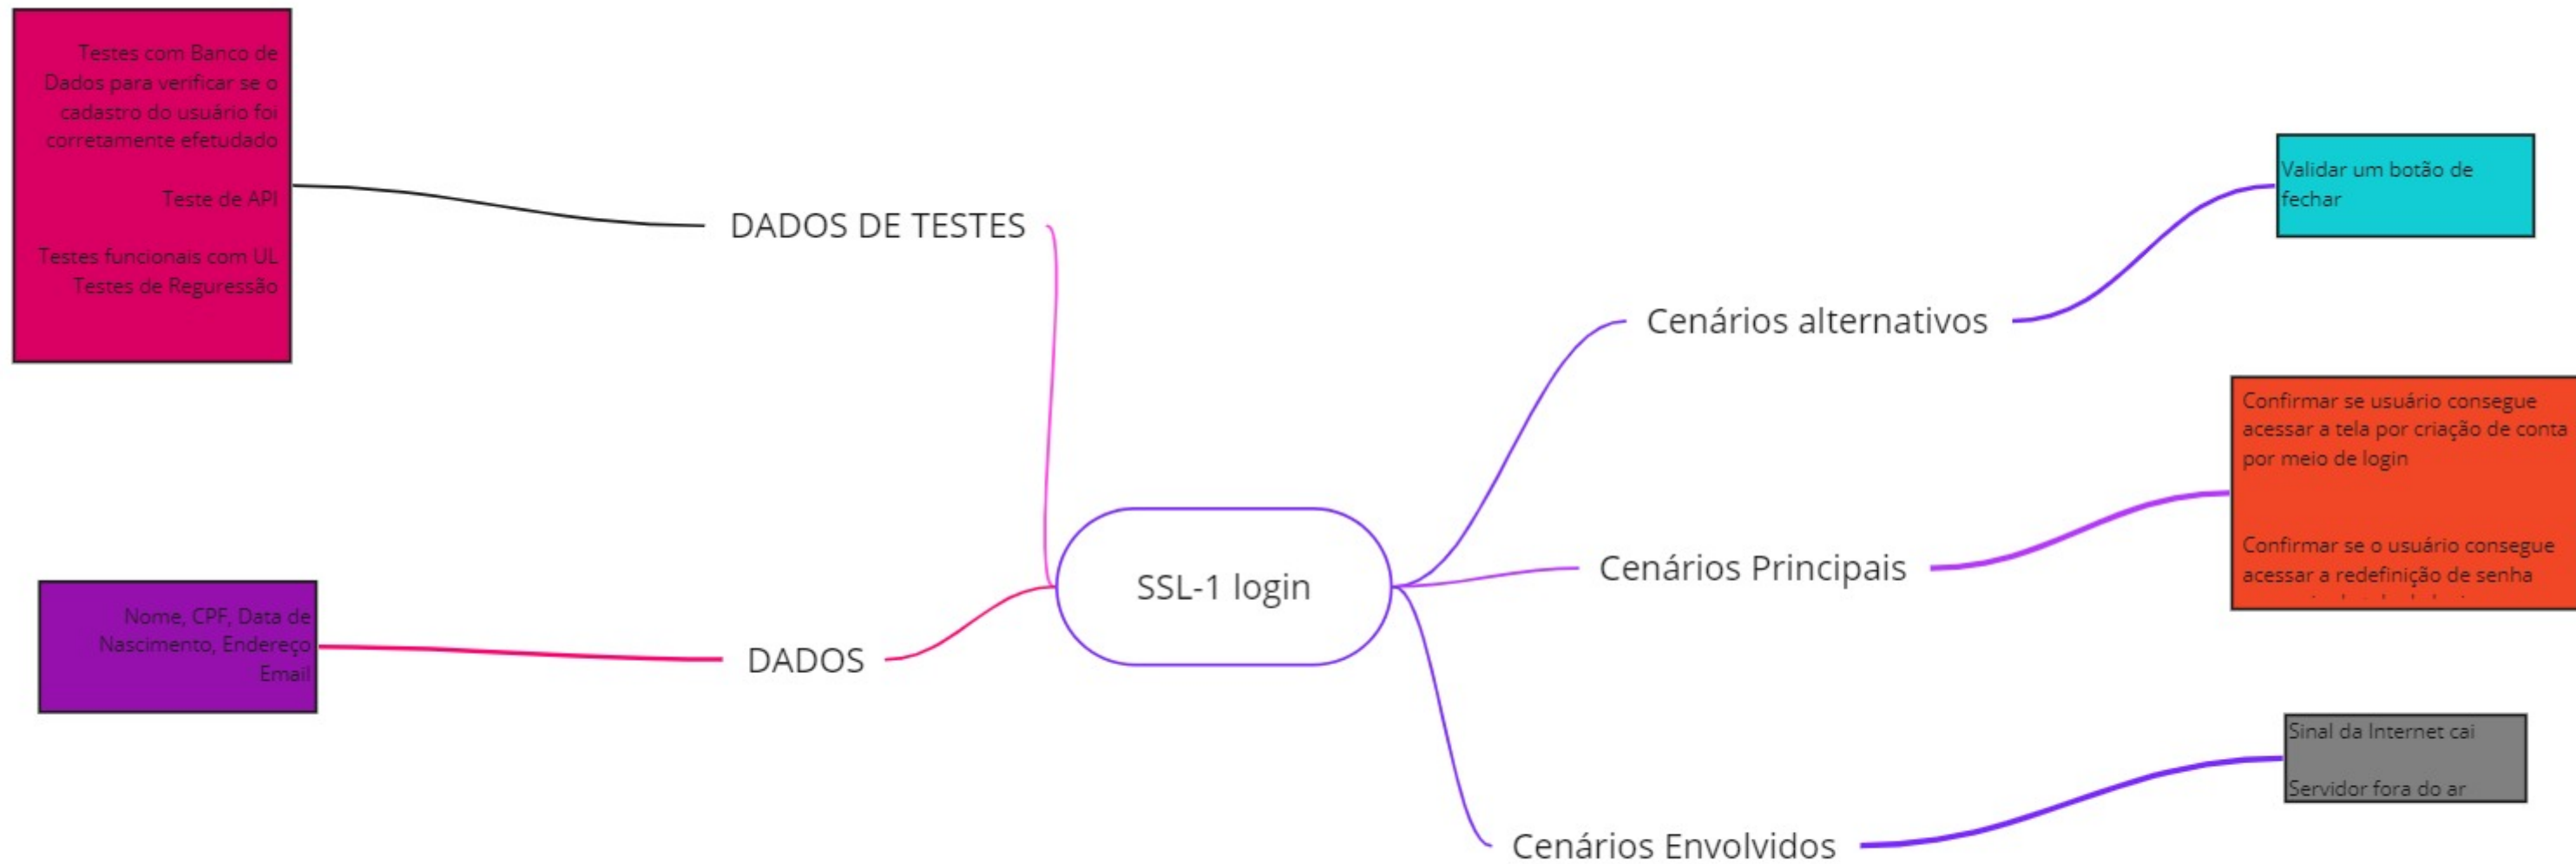 Testes com Banco de
Dados para verificar se o
cadastro do usuário foi
corretamente efetudado
Teste de API
Testes funcionais com UL
Testes de Reguressão
DADOS DE TESTES
Nome, CPF, Data de
Nascimento, Endereço
Email
DADOS
SSL-1 login
Cenários alternativos
Validar um botão de
fechar
Cenários Principais
Confirmar se usuário consegue
acessar a tela por criação de conta
por meio de login
Confirmar se o usuário consegue
acessar a redefinição de senha
Cenários Envolvidos
Sinal da Internet cai
Servidor fora do ar